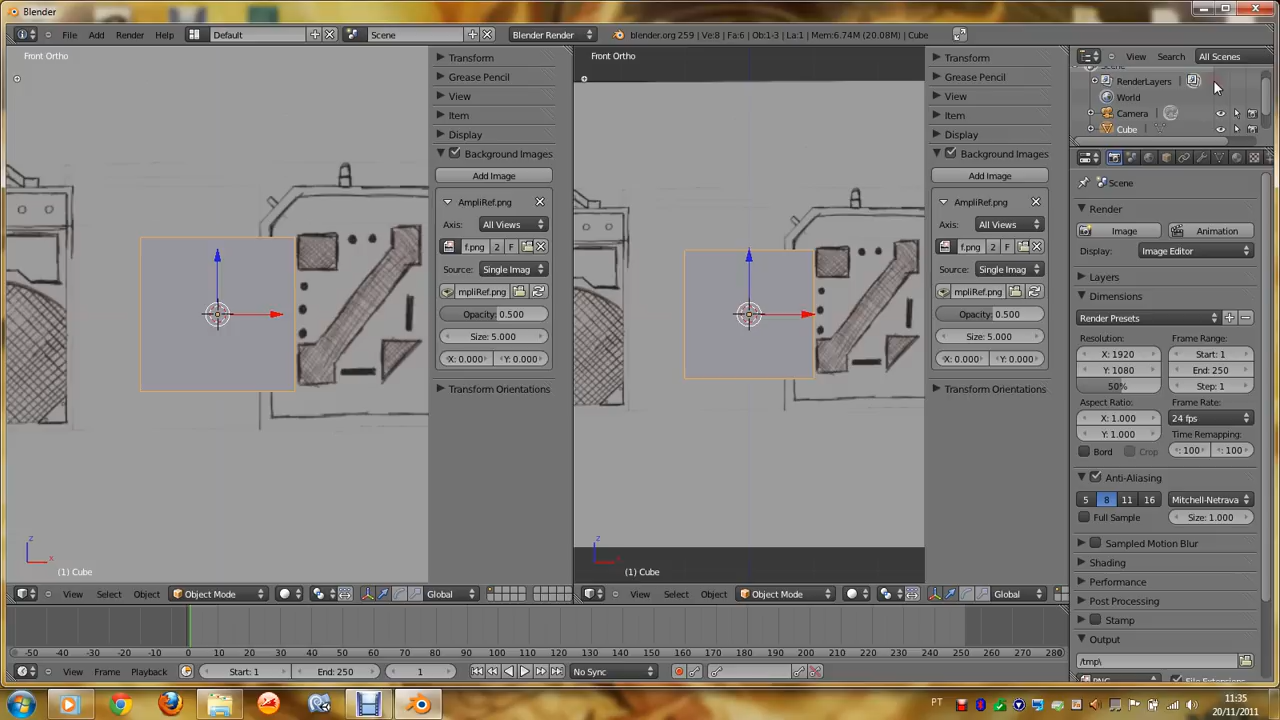 Blender
File Add Render Help Default Scene Blender Render blender.org 259 | Ve:8 | Fa:6 | Ob:1-3 | La:1 | Mem:6.74M (20.08M) | Cube
View Search All Scenes
Front Ortho
Transform
Grease Pencil
View
Item
Display
Background Images
Add Image
AmpliRef.png
Axis: All Views
f.png 2 F
Source: Single Imag
mpliRef.png
Opacity: 0.500
Size: 5.000
X: 0.000 Y: 0.000
Transform Orientations
z
x
(1) Cube
View Select Object Object Mode Global
Front Ortho
Transform
Grease Pencil
View
Item
Display
Background Images
Add Image
AmpliRef.png
Axis: All Views
f.png 2 F
Source: Single Imag
mpliRef.png
Opacity: 0.500
Size: 5.000
X: 0.000 Y: 0.000
Transform Orientations
z
(1) Cube
View Select Object Object Mode Global
RenderLayers |
World
Camera |
Cube |
Scene
Render
Image Animation
Display: Image Editor
Layers
Dimensions
Render Presets
Resolution: Frame Range:
X: 1920 Start: 1
Y: 1080 End: 250
50% Step: 1
Aspect Ratio: Frame Rate:
X: 1.000 24 fps
Y: 1.000 Time Remapping:
Bord Crop : 100 : 100
Anti-Aliasing
5 8 11 16 Mitchell-Netrava
Full Sample Size: 1.000
Sampled Motion Blur
Shading
Performance
Post Processing
Stamp
Output
/tmp\
-50 -40 -30 -20 -10 0 10 20 30 40 50 60 70 80 90 100 110 120 130 140 150 160 170 180 190 200 210 220 230 240 250 260 270 280
View Frame Playback Start: 1 End: 250 1 No Sync
PT 11:35
20/11/2011